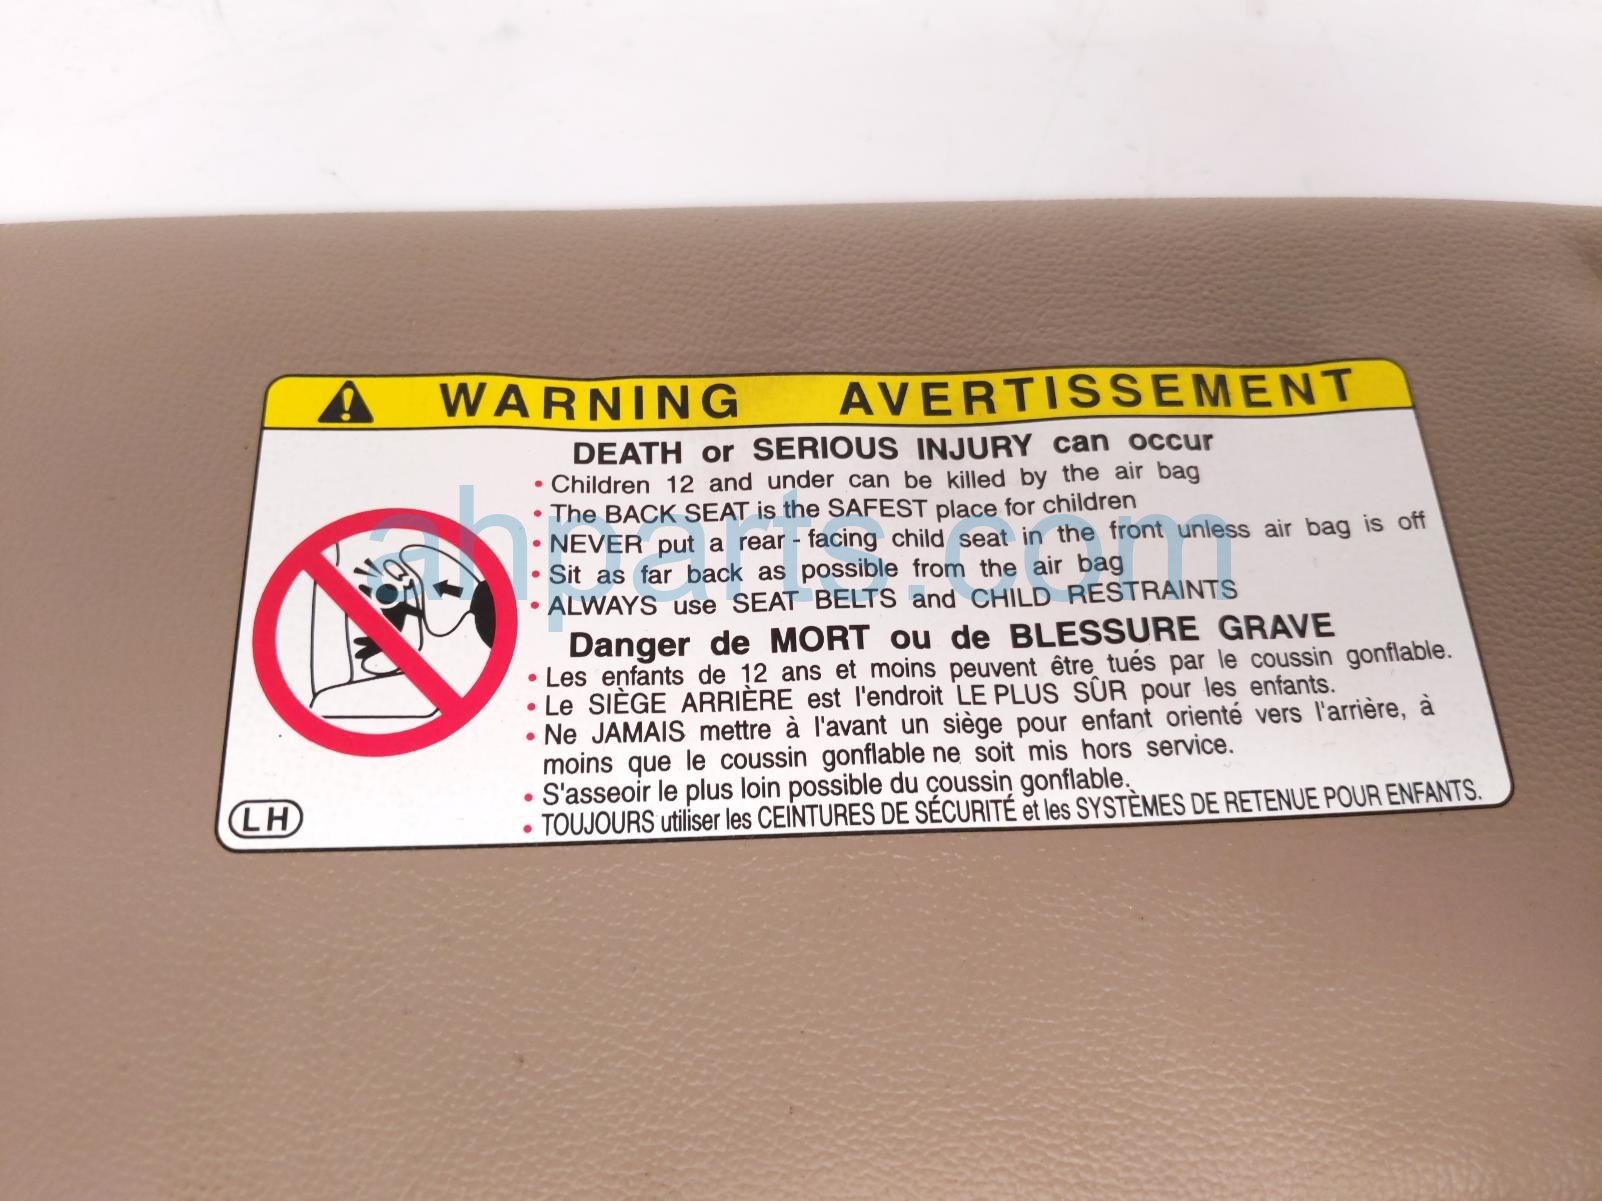 WARNING AVERTISSEMENT
DEATH or SERIOUS INJURY can occur
• Children 12 and under can be killed by the air bag
• The BACK SEAT is the SAFEST place for children
• NEVER put a rear-facing child seat in the front unless air bag is off
• Sit as far back as possible from the air bag
• ALWAYS use SEAT BELTS and CHILD RESTRAINTS
Danger de MORT ou de BLESSURE GRAVE
• Les enfants de 12 ans et moins peuvent être tués par le coussin gonflable.
• Le SIÈGE ARRIÈRE est l'endroit LE PLUS SÛR pour les enfants.
• Ne JAMAIS mettre à l'avant un siège pour enfant orienté vers l'arrière, à
moins que le coussin gonflable ne soit mis hors service.
• S'asseoir le plus loin possible du coussin gonflable.
• TOUJOURS utiliser les CEINTURES DE SÉCURITÉ et les SYSTÈMES DE RETENUE POUR ENFANTS.
LH
ahparts.com